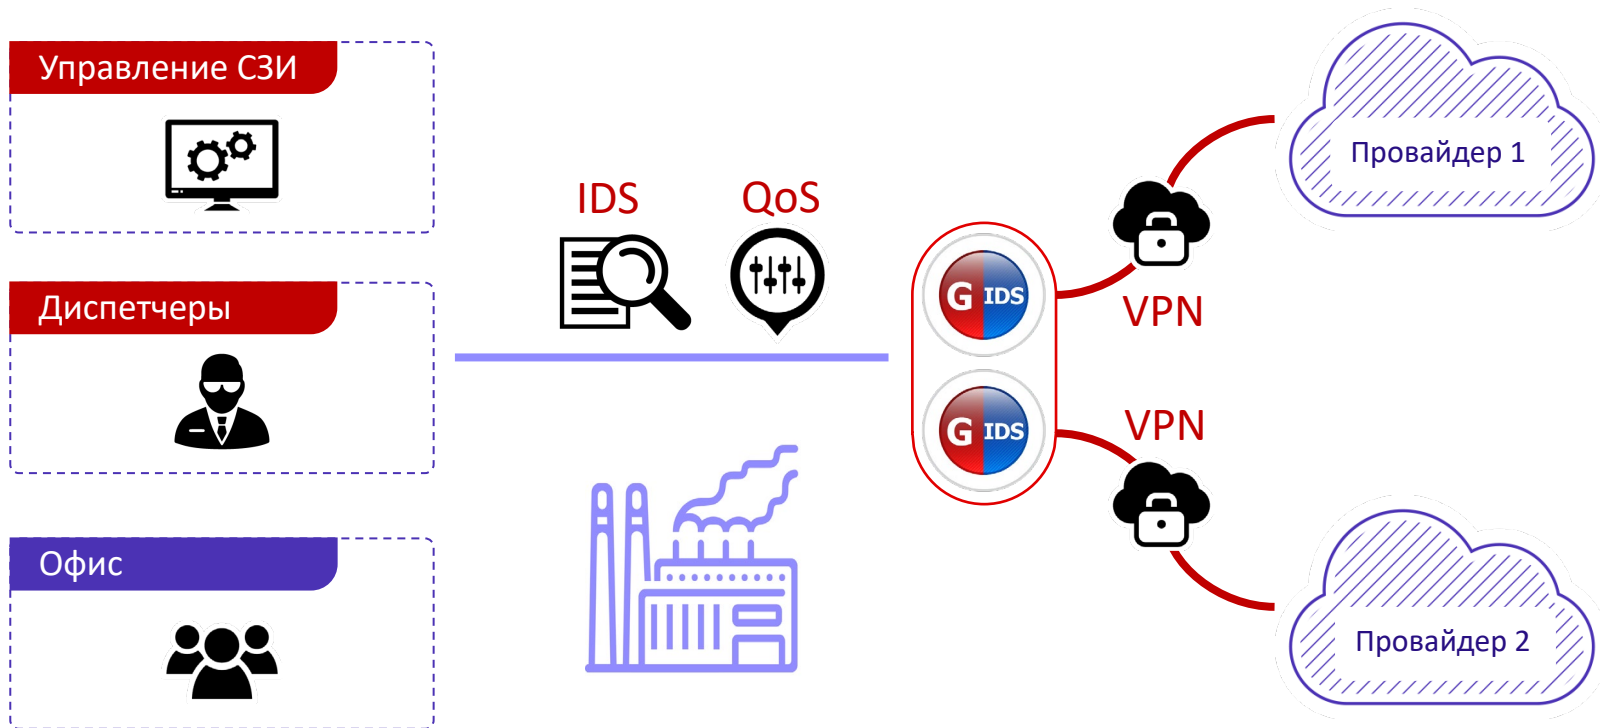 Управление СЗИ
Диспетчеры
Офис
IDS
QoS
G IDS
G IDS
VPN
VPN
Провайдер 1
Провайдер 2